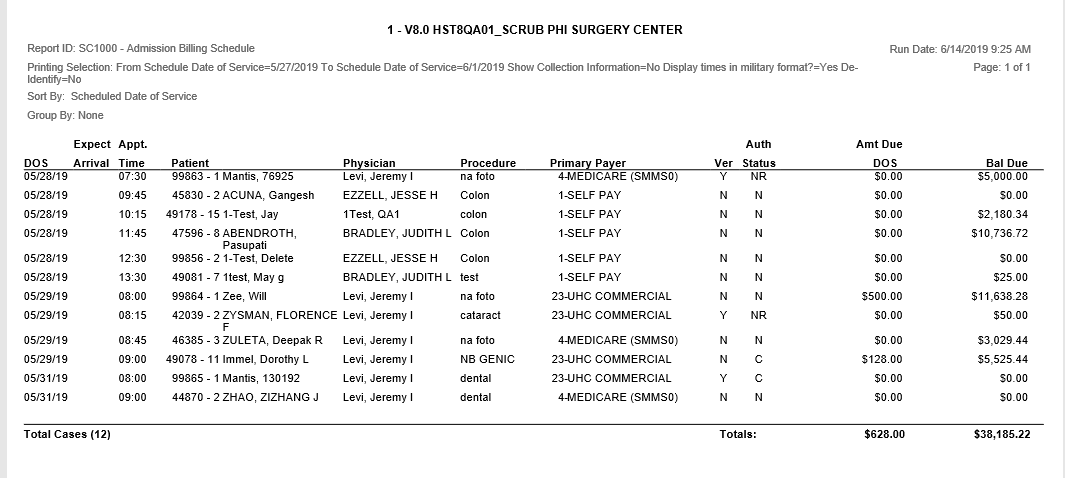 1 - V8.0 HST8QA01_SCRUB PHI SURGERY CENTER
Report ID: SC1000 - Admission Billing Schedule Run Date: 6/14/2019 9:25 AM
Printing Selection: From Schedule Date of Service=5/27/2019 To Schedule Date of Service=6/1/2019 Show Collection Information=No Display times in military format?=Yes De- Page: 1 of 1
Identify=No
Sort By: Scheduled Date of Service
Group By: None
Expect Appt. Auth Amt Due
DOS Arrival Time Patient Physician Procedure Primary Payer Ver Status DOS Bal Due
05/28/19 07:30 99863 - 1 Mantis, 76925 Levi, Jeremy I na foto 4-MEDICARE (SMMS0) Y NR $0.00 $5,000.00
05/28/19 09:45 45830 - 2 ACUNA, Gangesh EZZELL, JESSE H Colon 1-SELF PAY N N $0.00 $0.00
05/28/19 10:15 49178 - 15 1-Test, Jay 1Test, QA1 colon 1-SELF PAY N N $0.00 $2,180.34
05/28/19 11:45 47596 - 8 ABENDROTH, BRADLEY, JUDITH L Colon 1-SELF PAY N N $0.00 $10,736.72
Pasupati
05/28/19 12:30 99856 - 2 1-Test, Delete EZZELL, JESSE H Colon 1-SELF PAY N N $0.00 $0.00
05/28/19 13:30 49081 - 7 1test, May g BRADLEY, JUDITH L test 1-SELF PAY N N $0.00 $25.00
05/29/19 08:00 99864 - 1 Zee, Will Levi, Jeremy I na foto 23-UHC COMMERCIAL N N $500.00 $11,638.28
05/29/19 08:15 42039 - 2 ZYSMAN, FLORENCE Levi, Jeremy I cataract 23-UHC COMMERCIAL Y NR $0.00 $50.00
F
05/29/19 08:45 46385 - 3 ZULETA, Deepak R Levi, Jeremy I na foto 4-MEDICARE (SMMS0) N N $0.00 $3,029.44
05/29/19 09:00 49078 - 11 Immel, Dorothy L Levi, Jeremy I NB GENIC 23-UHC COMMERCIAL N C $128.00 $5,525.44
05/31/19 08:00 99865 - 1 Mantis, 130192 Levi, Jeremy I dental 23-UHC COMMERCIAL Y C $0.00 $0.00
05/31/19 09:00 44870 - 2 ZHAO, ZIZHANG J Levi, Jeremy I dental 4-MEDICARE (SMMS0) N N $0.00 $0.00
Total Cases (12) Totals: $628.00 $38,185.22